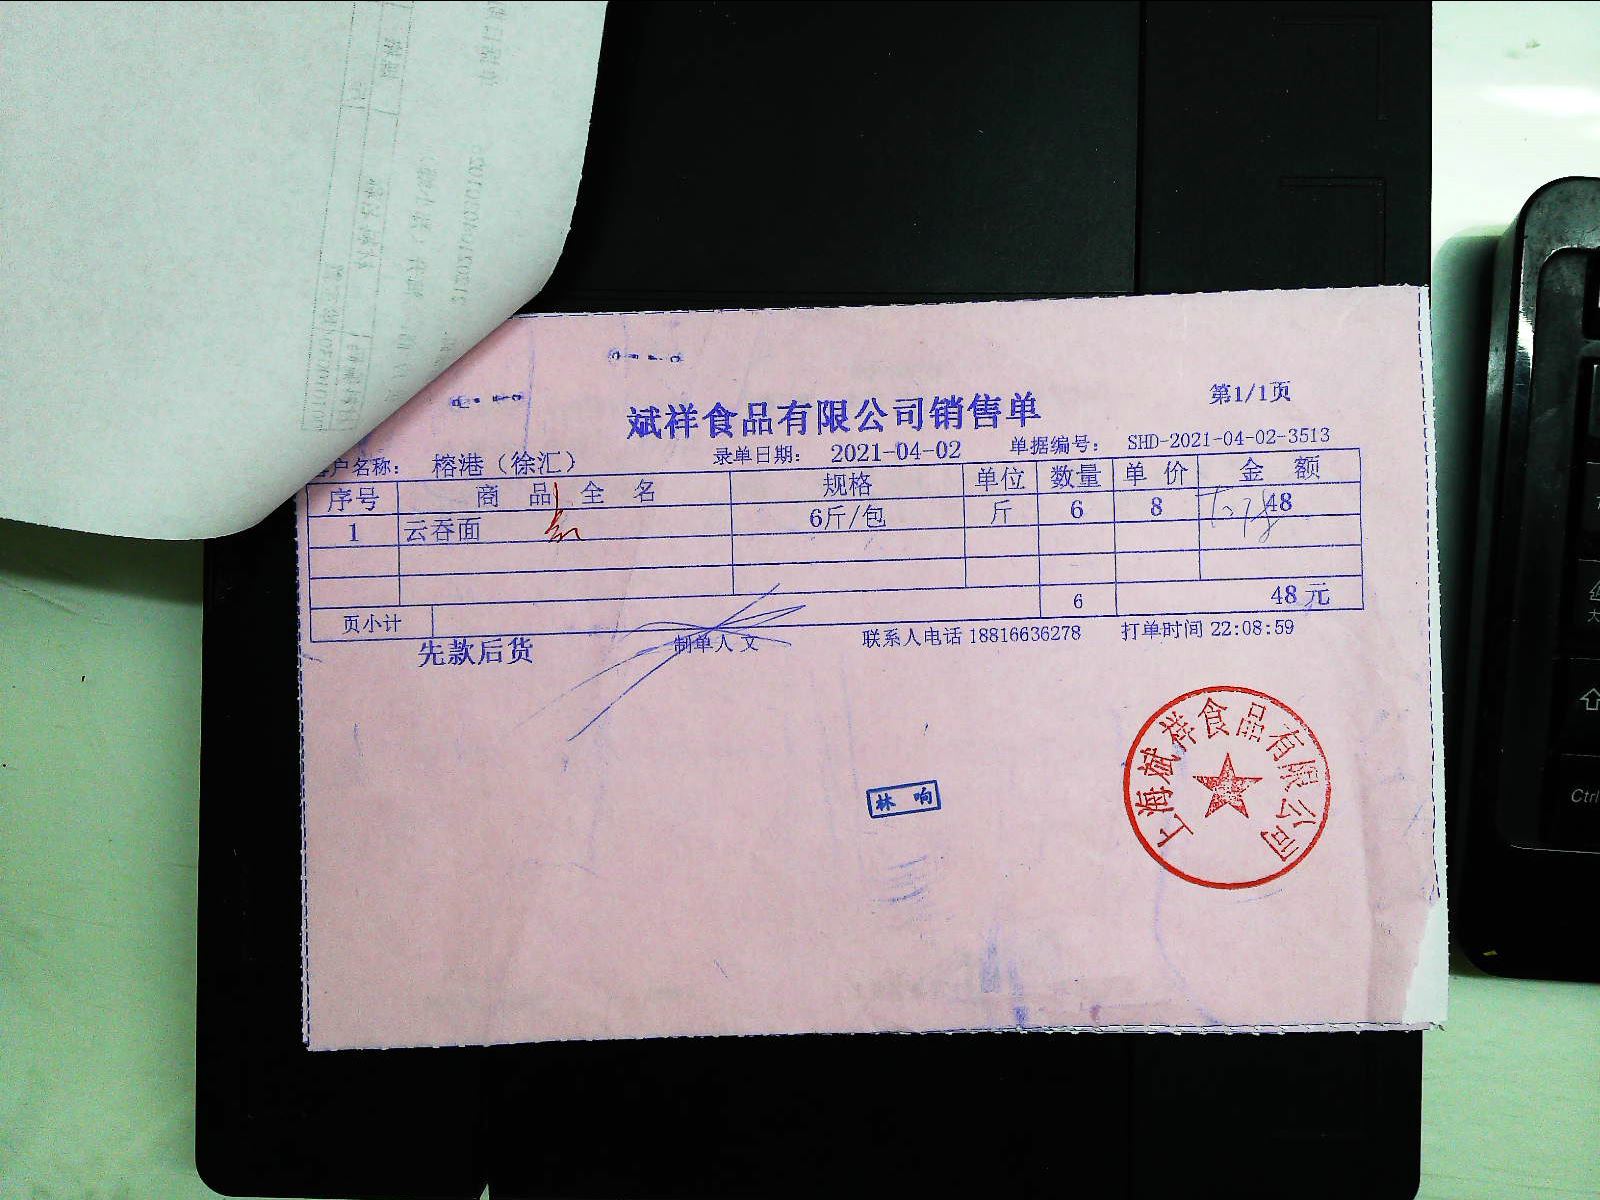 第1/1页
斌祥食品有限公司销售单
户名称： 榕港（徐汇） 录单日期： 2021-04-02 单据编号： SHD-2021-04-02-3513
序号 商 品 全 名 规格 单位 数量 单 价 金 额
1 云吞面 6斤/包 斤 6 8 48
页小计 6 48元
先款后货 制单人 文 联系人电话 18816636278 打单时间 22:08:59
上海斌祥食品有限公司
林 响
Ctrl